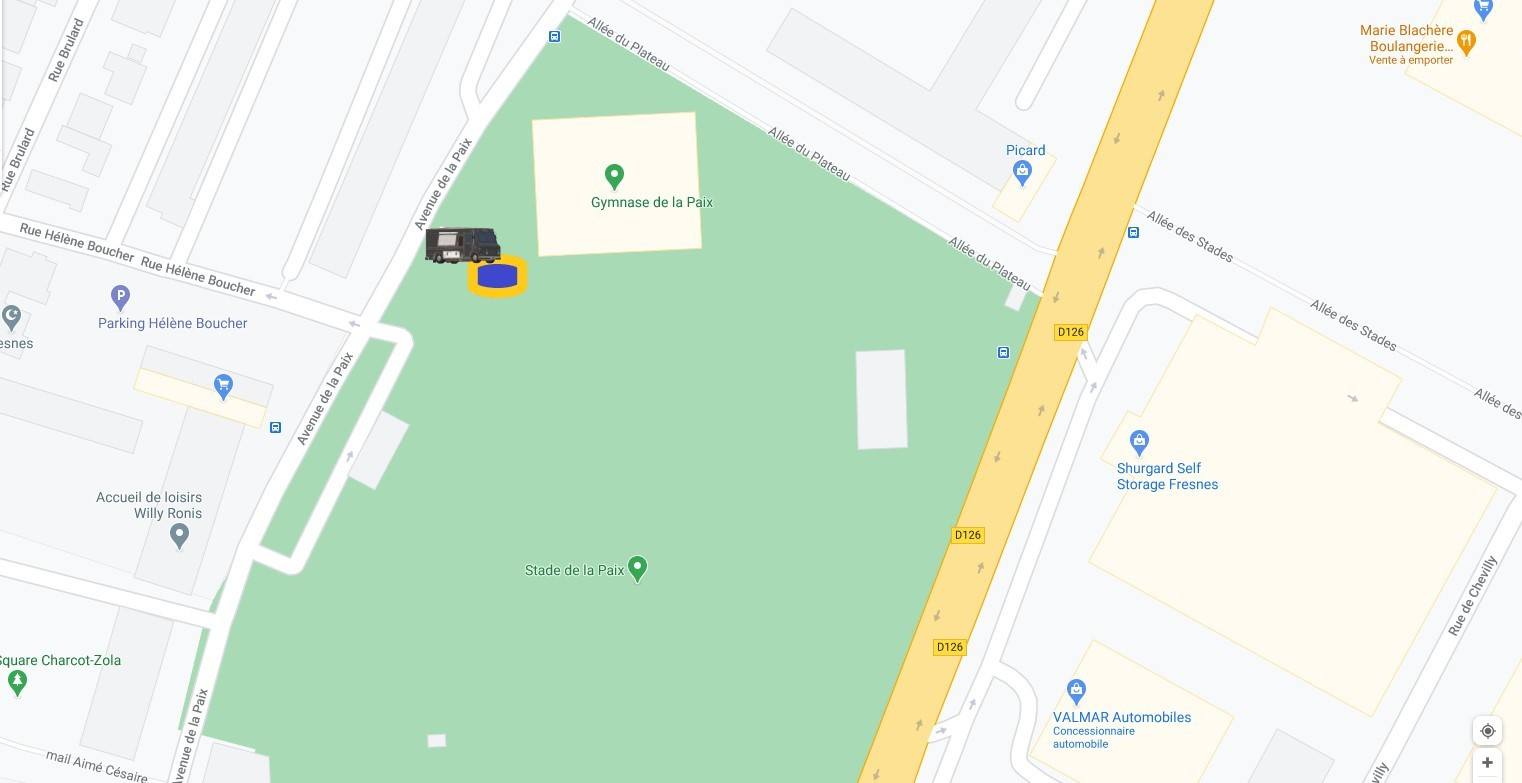 Rue Brulard
Allée du Plateau
Marie Blachère
Boulangerie...
Vente à emporter
Rue Brulard
Avenue de la Paix
Allée du Plateau
Picard
Gymnase de la Paix
Allée des Stades
Rue Hélène Boucher
Rue Hélène Boucher
Allée du Plateau
P
Parking Hélène Boucher
esnes
D126
Allée des Stades
Avenue de la Paix
Allée des
Shurgard Self
Storage Fresnes
Accueil de loisirs
Willy Ronis
D126
Stade de la Paix
Rue de Chevilly
D126
Square Charcot-Zola
VALMAR Automobiles
Concessionnaire
automobile
Avenue de la Paix
mail Aimé Césaire
villy